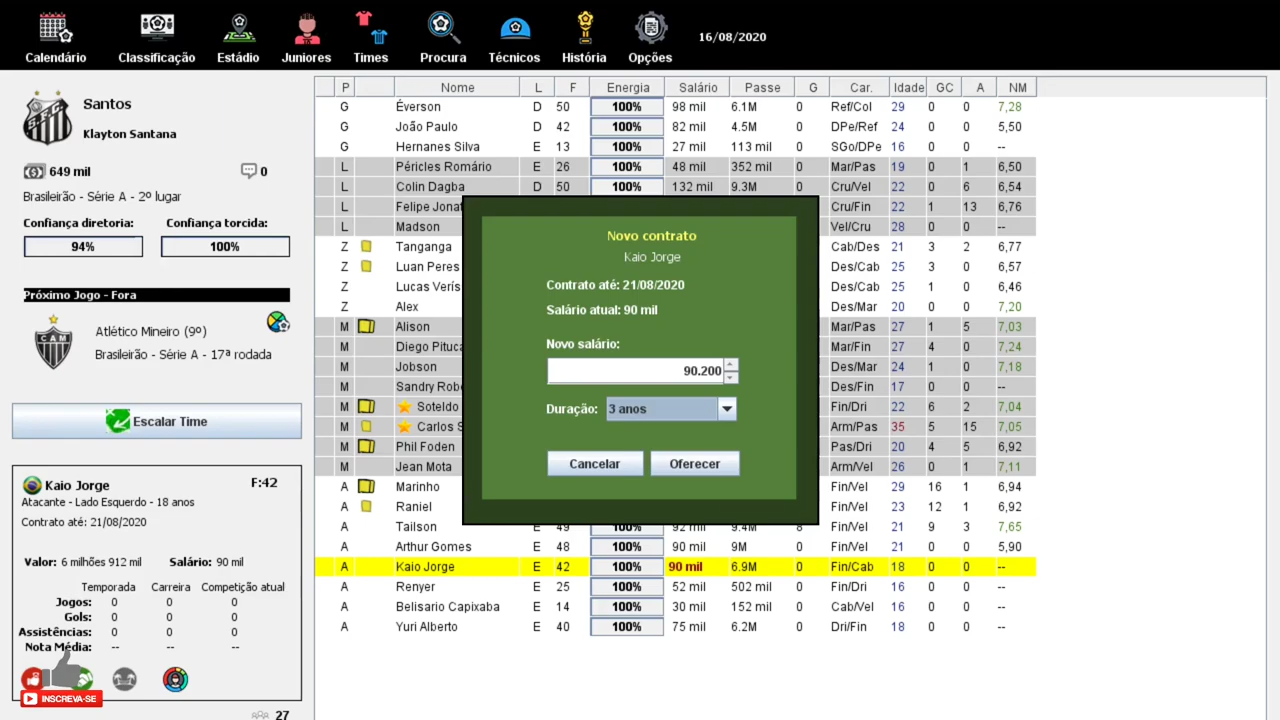 Calendário Classificação Estádio Juniores Times Procura Técnicos História Opções 16/08/2020
Santos
Klayton Santana
649 mil 0
Brasileirão - Série A - 2º lugar
Confiança diretoria: Confiança torcida:
94% 100%
Próximo Jogo - Fora
CAM
Atlético Mineiro (9º)
Brasileirão - Série A - 17ª rodada
Escalar Time
Kaio Jorge F:42
Atacante - Lado Esquerdo - 18 anos
Contrato até: 21/08/2020
Valor: 6 milhões 912 mil Salário: 90 mil
Temporada Carreira Competição atual
Jogos: 0 0 0
Gols: 0 0 0
Assistências: 0 0 0
Nota Média: -- -- --
INSCREVA-SE
27
P Nome L F Energia Salário Passe G Car. Idade GC A NM
G Éverson D 50 100% 98 mil 6.1M 0 Ref/Col 29 0 0 7,28
G João Paulo D 42 100% 82 mil 4.5M 0 DPe/Ref 24 0 0 5,50
G Hernanes Silva E 13 100% 27 mil 113 mil 0 SGo/DPe 16 0 0 --
L Péricles Romário E 26 100% 48 mil 352 mil 0 Mar/Pas 19 0 1 6,50
L Colin Dagba D 50 100% 132 mil 9.3M 0 Cru/Vel 22 0 6 6,54
L Felipe Cru/Fin 22 1 13 6,76
L Madson Vel/Cru 28 0 0 --
Z Tanganga Cab/Des 21 3 2 6,77
Z Luan Peres Des/Cab 25 3 0 6,57
Z Lucas Des/Cab 25 1 0 6,46
Z Alex Des/Mar 20 0 0 7,20
M Alison Mar/Pas 27 1 5 7,03
M Diego Mar/Fin 27 4 0 7,24
M Jobson Des/Mar 24 1 0 7,18
M Sandry Des/Fin 17 0 0 --
M Soteldo Fin/Dri 22 6 2 7,04
M Carlos Arm/Pas 35 5 15 7,05
M Phil Foden Pas/Dri 20 4 5 6,92
M Jean Mota Arm/Vel 26 0 1 7,11
A Marinho Fin/Vel 29 16 1 6,94
A Raniel Fin/Vel 23 12 1 6,92
A Tailson E 49 100% 92 mil 9.4M 8 Fin/Vel 21 9 3 7,65
A Arthur Gomes E 48 100% 90 mil 9M 0 Fin/Vel 21 0 0 5,90
A Kaio Jorge E 42 100% 90 mil 6.9M 0 Fin/Cab 18 0 0 --
A Renyer E 25 100% 52 mil 502 mil 0 Fin/Dri 16 0 0 --
A Belisario Capixaba E 14 100% 30 mil 152 mil 0 Cab/Vel 16 0 0 --
A Yuri Alberto E 40 100% 75 mil 6.2M 0 Dri/Fin 18 0 0 --
Novo contrato
Kaio Jorge
Contrato até: 21/08/2020
Salário atual: 90 mil
Novo salário:
90.200
Duração: 3 anos
Cancelar Oferecer